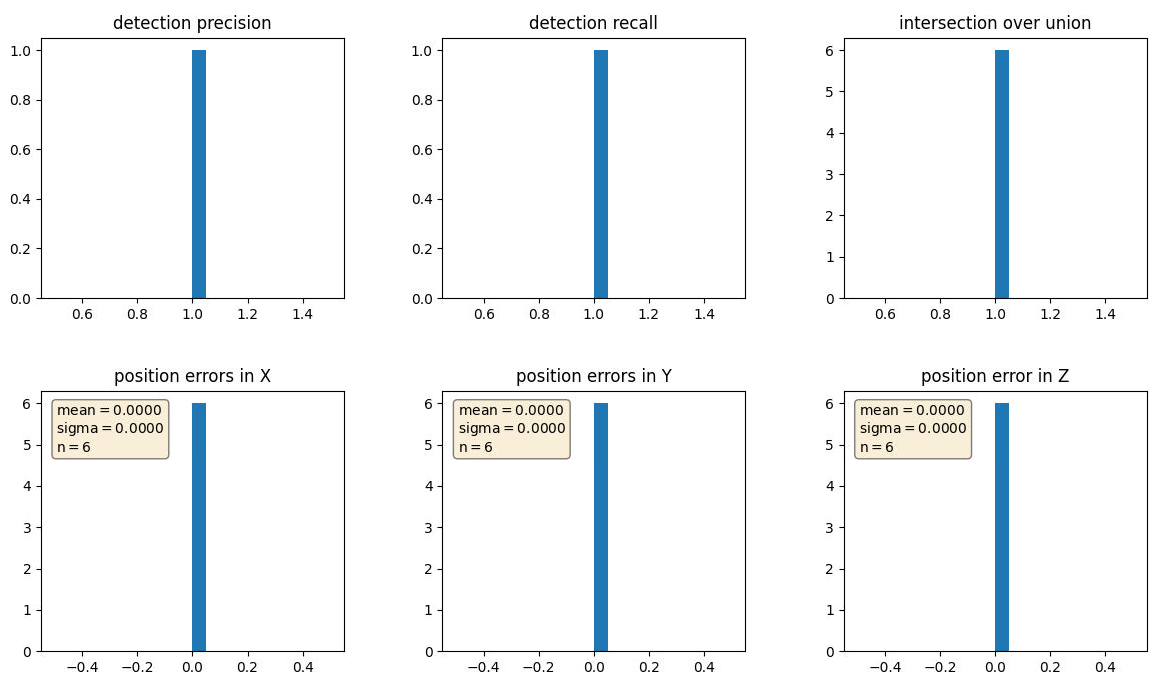 detection precision
1.0
0.8
0.6
0.4
0.2
0.0
0.6 0.8 1.0 1.2 1.4
detection recall
1.0
0.8
0.6
0.4
0.2
0.0
0.6 0.8 1.0 1.2 1.4
intersection over union
6
5
4
3
2
1
0
0.6 0.8 1.0 1.2 1.4
position errors in X
mean = 0.0000
sigma = 0.0000
n = 6
6
5
4
3
2
1
0
−0.4 −0.2 0.0 0.2 0.4
position errors in Y
mean = 0.0000
sigma = 0.0000
n = 6
6
5
4
3
2
1
0
−0.4 −0.2 0.0 0.2 0.4
position error in Z
mean = 0.0000
sigma = 0.0000
n = 6
6
5
4
3
2
1
0
−0.4 −0.2 0.0 0.2 0.4